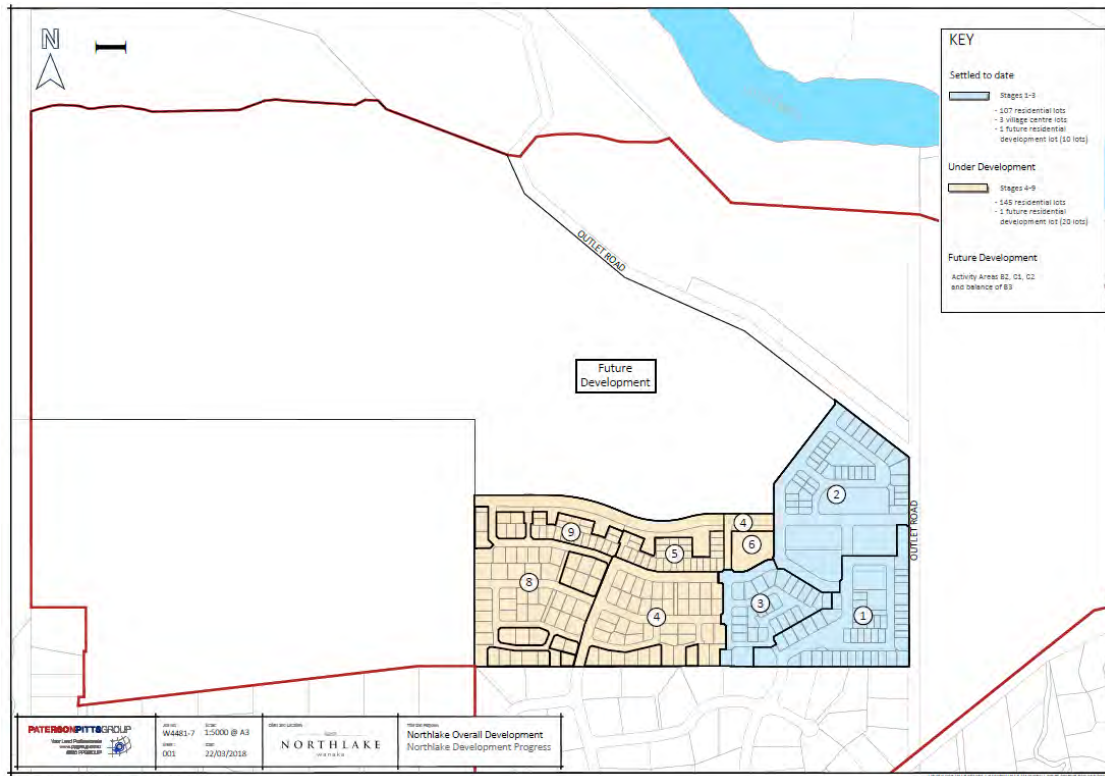 N
KEY
Settled to date
Stages 1-3
- 107 residential lots
- 3 village centre lots
- 1 future residential
development lot (10 lots)
Under Development
Stages 4-9
- 145 residential lots
- 1 future residential
development lot (20 lots)
Future Development
Activity Areas B2, C1, C2
and balance of B3
OUTLET ROAD
Future
Development
2
OUTLET ROAD
4
6
9
5
8
4
3
1
PATERSONPITTSGROUP
Your Land Professionals
W4481-7
1:5000 @ A3
001
22/03/2018
NORTHLAKE
wanaka
Northlake Overall Development
Northlake Development Progress